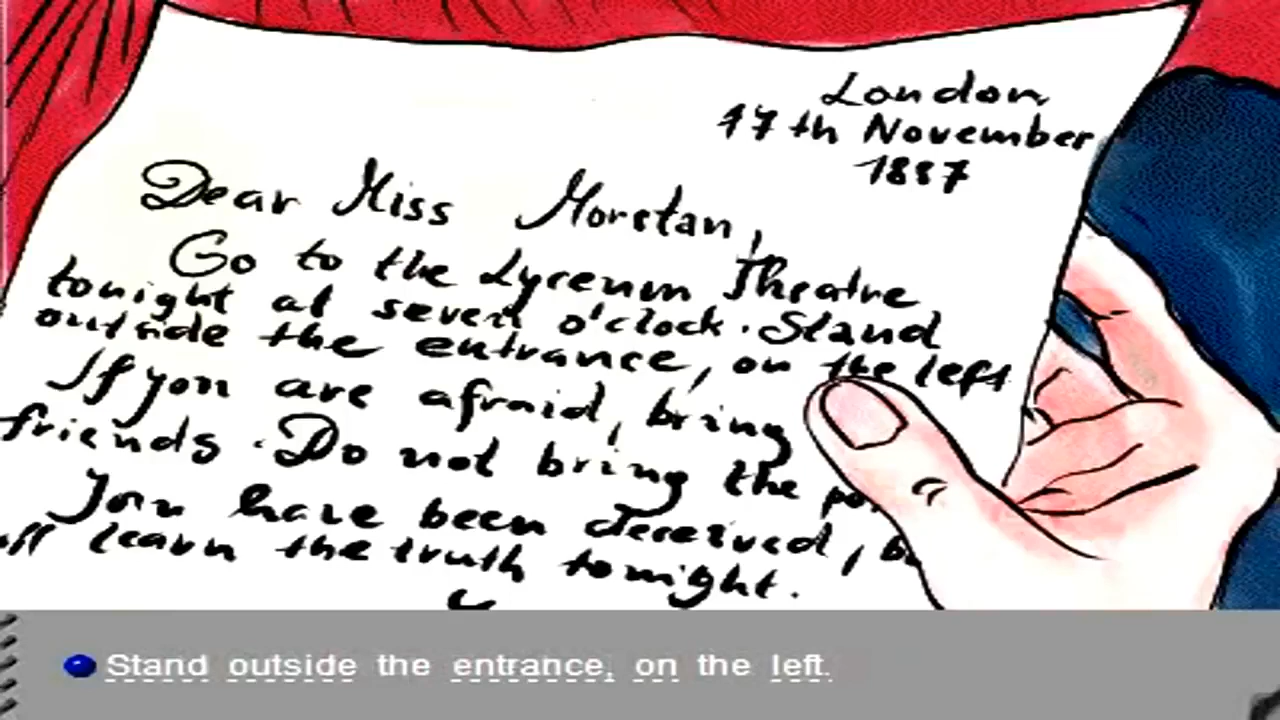 London
17th November
1887
Dear Miss Morstan,
Go to the Lyceum Theatre
tonight at seven o'clock. Stand
outside the entrance, on the left
If you are afraid, bring
friends. Do not bring the
You have been deceived,
learn the truth tonight.
Stand outside the entrance, on the left.